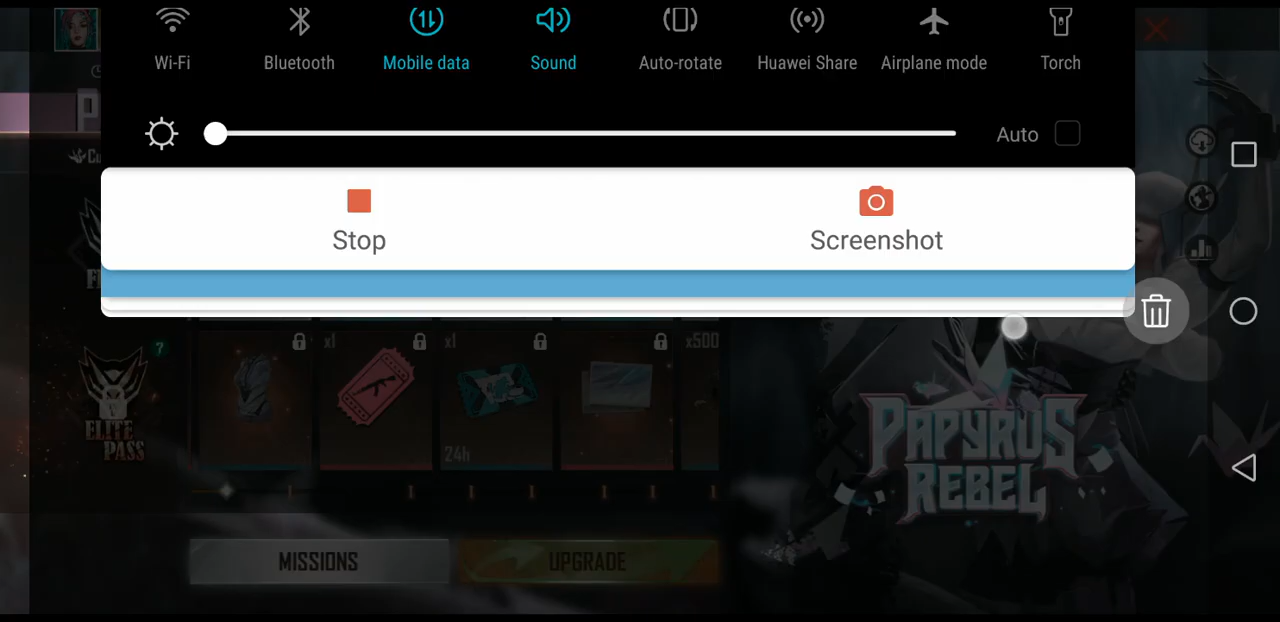 Wi-Fi
Bluetooth
Mobile data
Sound
Auto-rotate
Huawei Share
Airplane mode
Torch
Auto
Stop
Screenshot
x1
x1
x500
7
ELITE
PASS
24h
PAPYRUS
REBEL
MISSIONS
UPGRADE